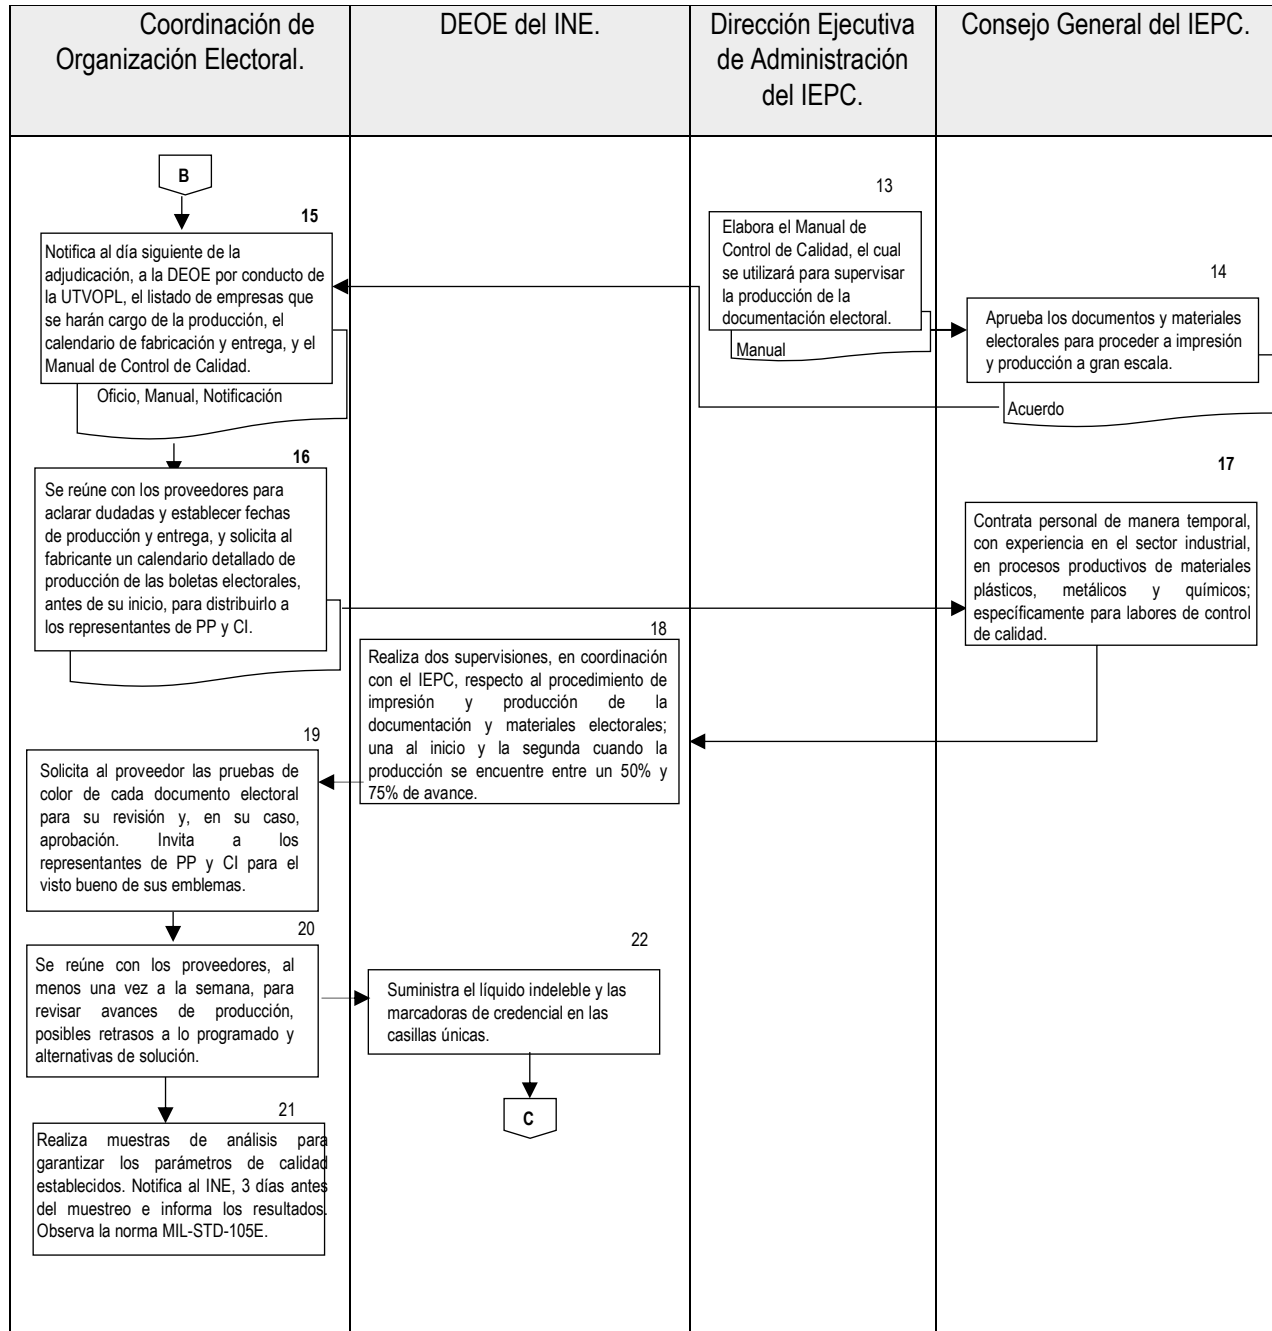 Coordinación de
Organización Electoral.
DEOE del INE.
Dirección Ejecutiva
de Administración
del IEPC.
Consejo General del IEPC.
B
13
Elabora el Manual de
Control de Calidad, el cual
se utilizará para supervisar
la producción de la
documentación electoral.
Manual
14
Aprueba los documentos y materiales
electorales para proceder a impresión
y producción a gran escala.
Acuerdo
15
Notifica al día siguiente de la
adjudicación, a la DEOE por conducto de
la UTVOPL, el listado de empresas que
se harán cargo de la producción, el
calendario de fabricación y entrega, y el
Manual de Control de Calidad.
Oficio, Manual, Notificación
16
Se reúne con los proveedores para
aclarar dudadas y establecer fechas
de producción y entrega, y solicita al
fabricante un calendario detallado de
producción de las boletas electorales,
antes de su inicio, para distribuirlo a
los representantes de PP y CI.
17
Contrata personal de manera temporal,
con experiencia en el sector industrial,
en procesos productivos de materiales
plásticos, metálicos y químicos;
específicamente para labores de control
de calidad.
18
Realiza dos supervisiones, en coordinación
con el IEPC, respecto al procedimiento de
impresión y producción de la
documentación y materiales electorales;
una al inicio y la segunda cuando la
producción se encuentre entre un 50% y
75% de avance.
19
Solicita al proveedor las pruebas de
color de cada documento electoral
para su revisión y, en su caso,
aprobación. Invita a los
representantes de PP y CI para el
visto bueno de sus emblemas.
20
Se reúne con los proveedores, al
menos una vez a la semana, para
revisar avances de producción,
posibles retrasos a lo programado y
alternativas de solución.
21
Realiza muestras de análisis para
garantizar los parámetros de calidad
establecidos. Notifica al INE, 3 días antes
del muestreo e informa los resultados.
Observa la norma MIL-STD-105E.
22
Suministra el líquido indeleble y las
marcadoras de credencial en las
casillas únicas.
C